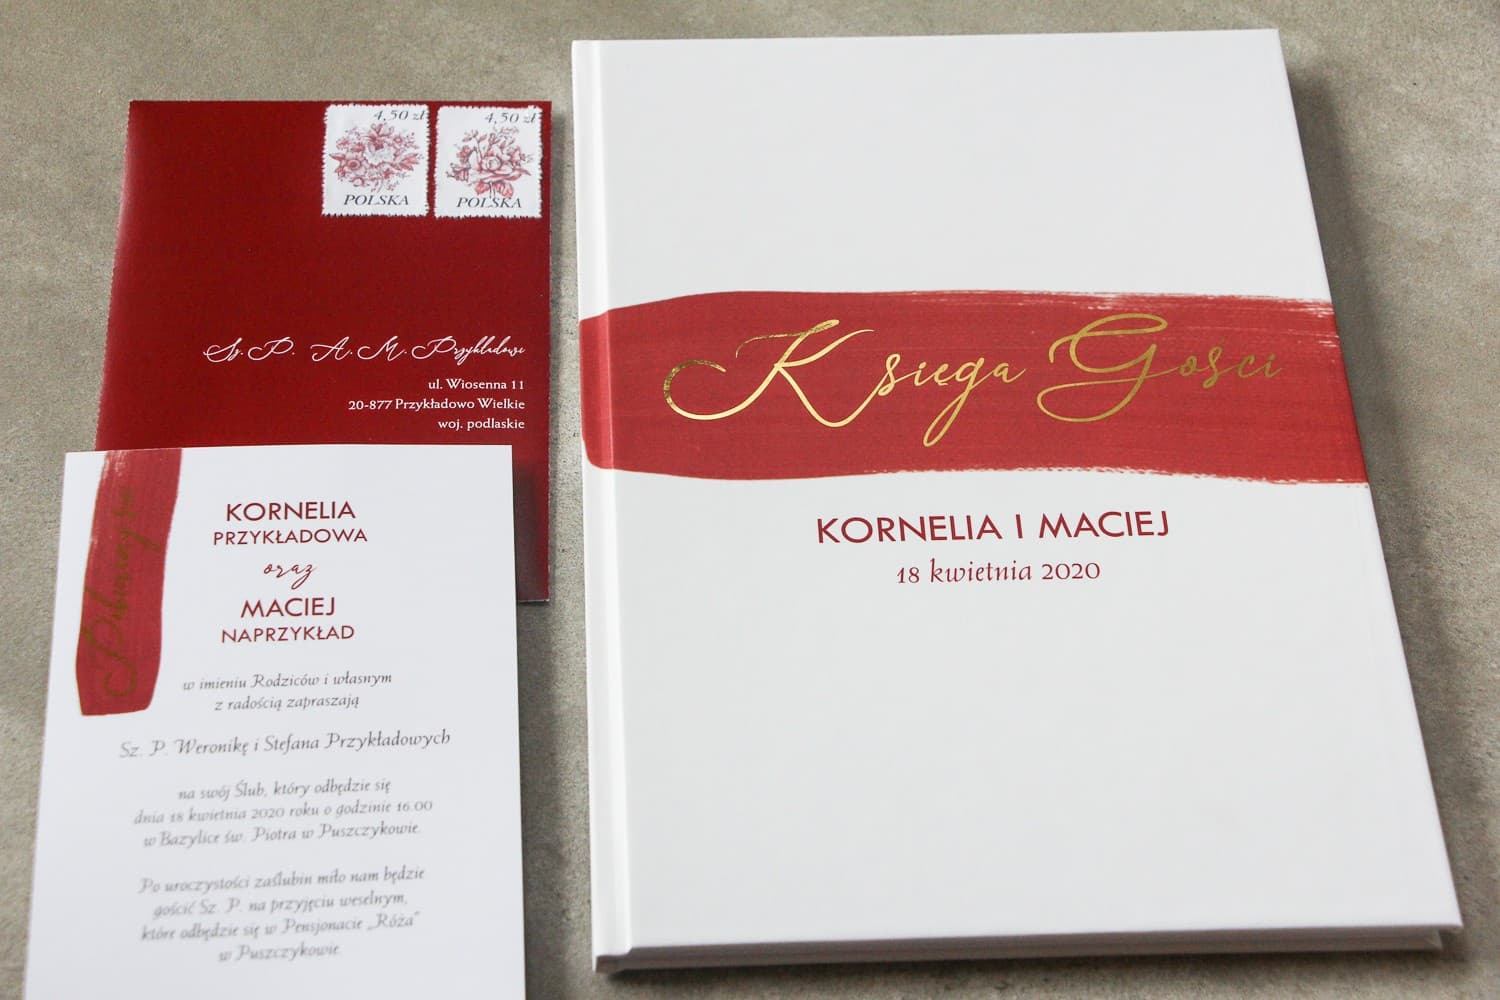 4,50 zł
POLSKA
4,50 zł
POLSKA
Sz. P. A. M. Przykładowi
ul. Wiosenna 11
20-877 Przykładowo Wielkie
woj. podlaskie
Pobieramy się
KORNELIA
PRZYKŁADOWA
oraz
MACIEJ
NAPRZYKŁAD
w imieniu Rodziców i własnym
z radością zapraszają
Sz. P. Weronikę i Stefana Przykładowych
na swój Ślub, który odbędzie się
dnia 18 kwietnia 2020 roku o godzinie 16.00
w Bazylice św. Piotra w Puszczykowie.
Po uroczystości zaślubin miło nam będzie
gościć Sz. P. na przyjęciu weselnym,
które odbędzie się w Pensjonacie „Róża”
w Puszczykowie.
Księga Gości
KORNELIA I MACIEJ
18 kwietnia 2020